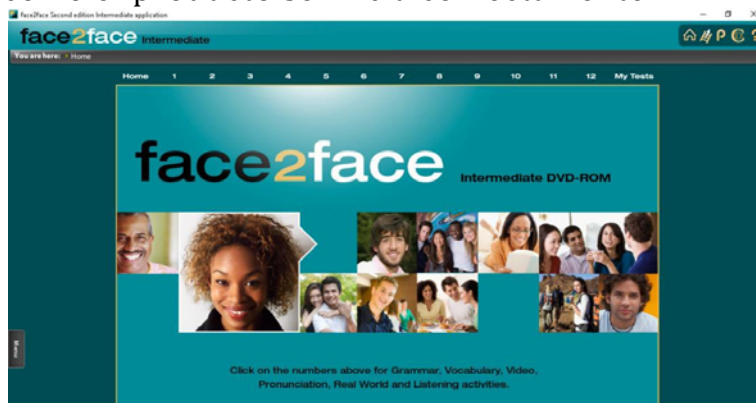 face2face Second edition Intermediate application
face2face Intermediate
You are here: Home
Home 1 2 3 4 5 6 7 8 9 10 11 12 My Tests
face2face Intermediate DVD-ROM
Menu
Click on the numbers above for Grammar, Vocabulary, Video,
Pronunciation, Real World and Listening activities.